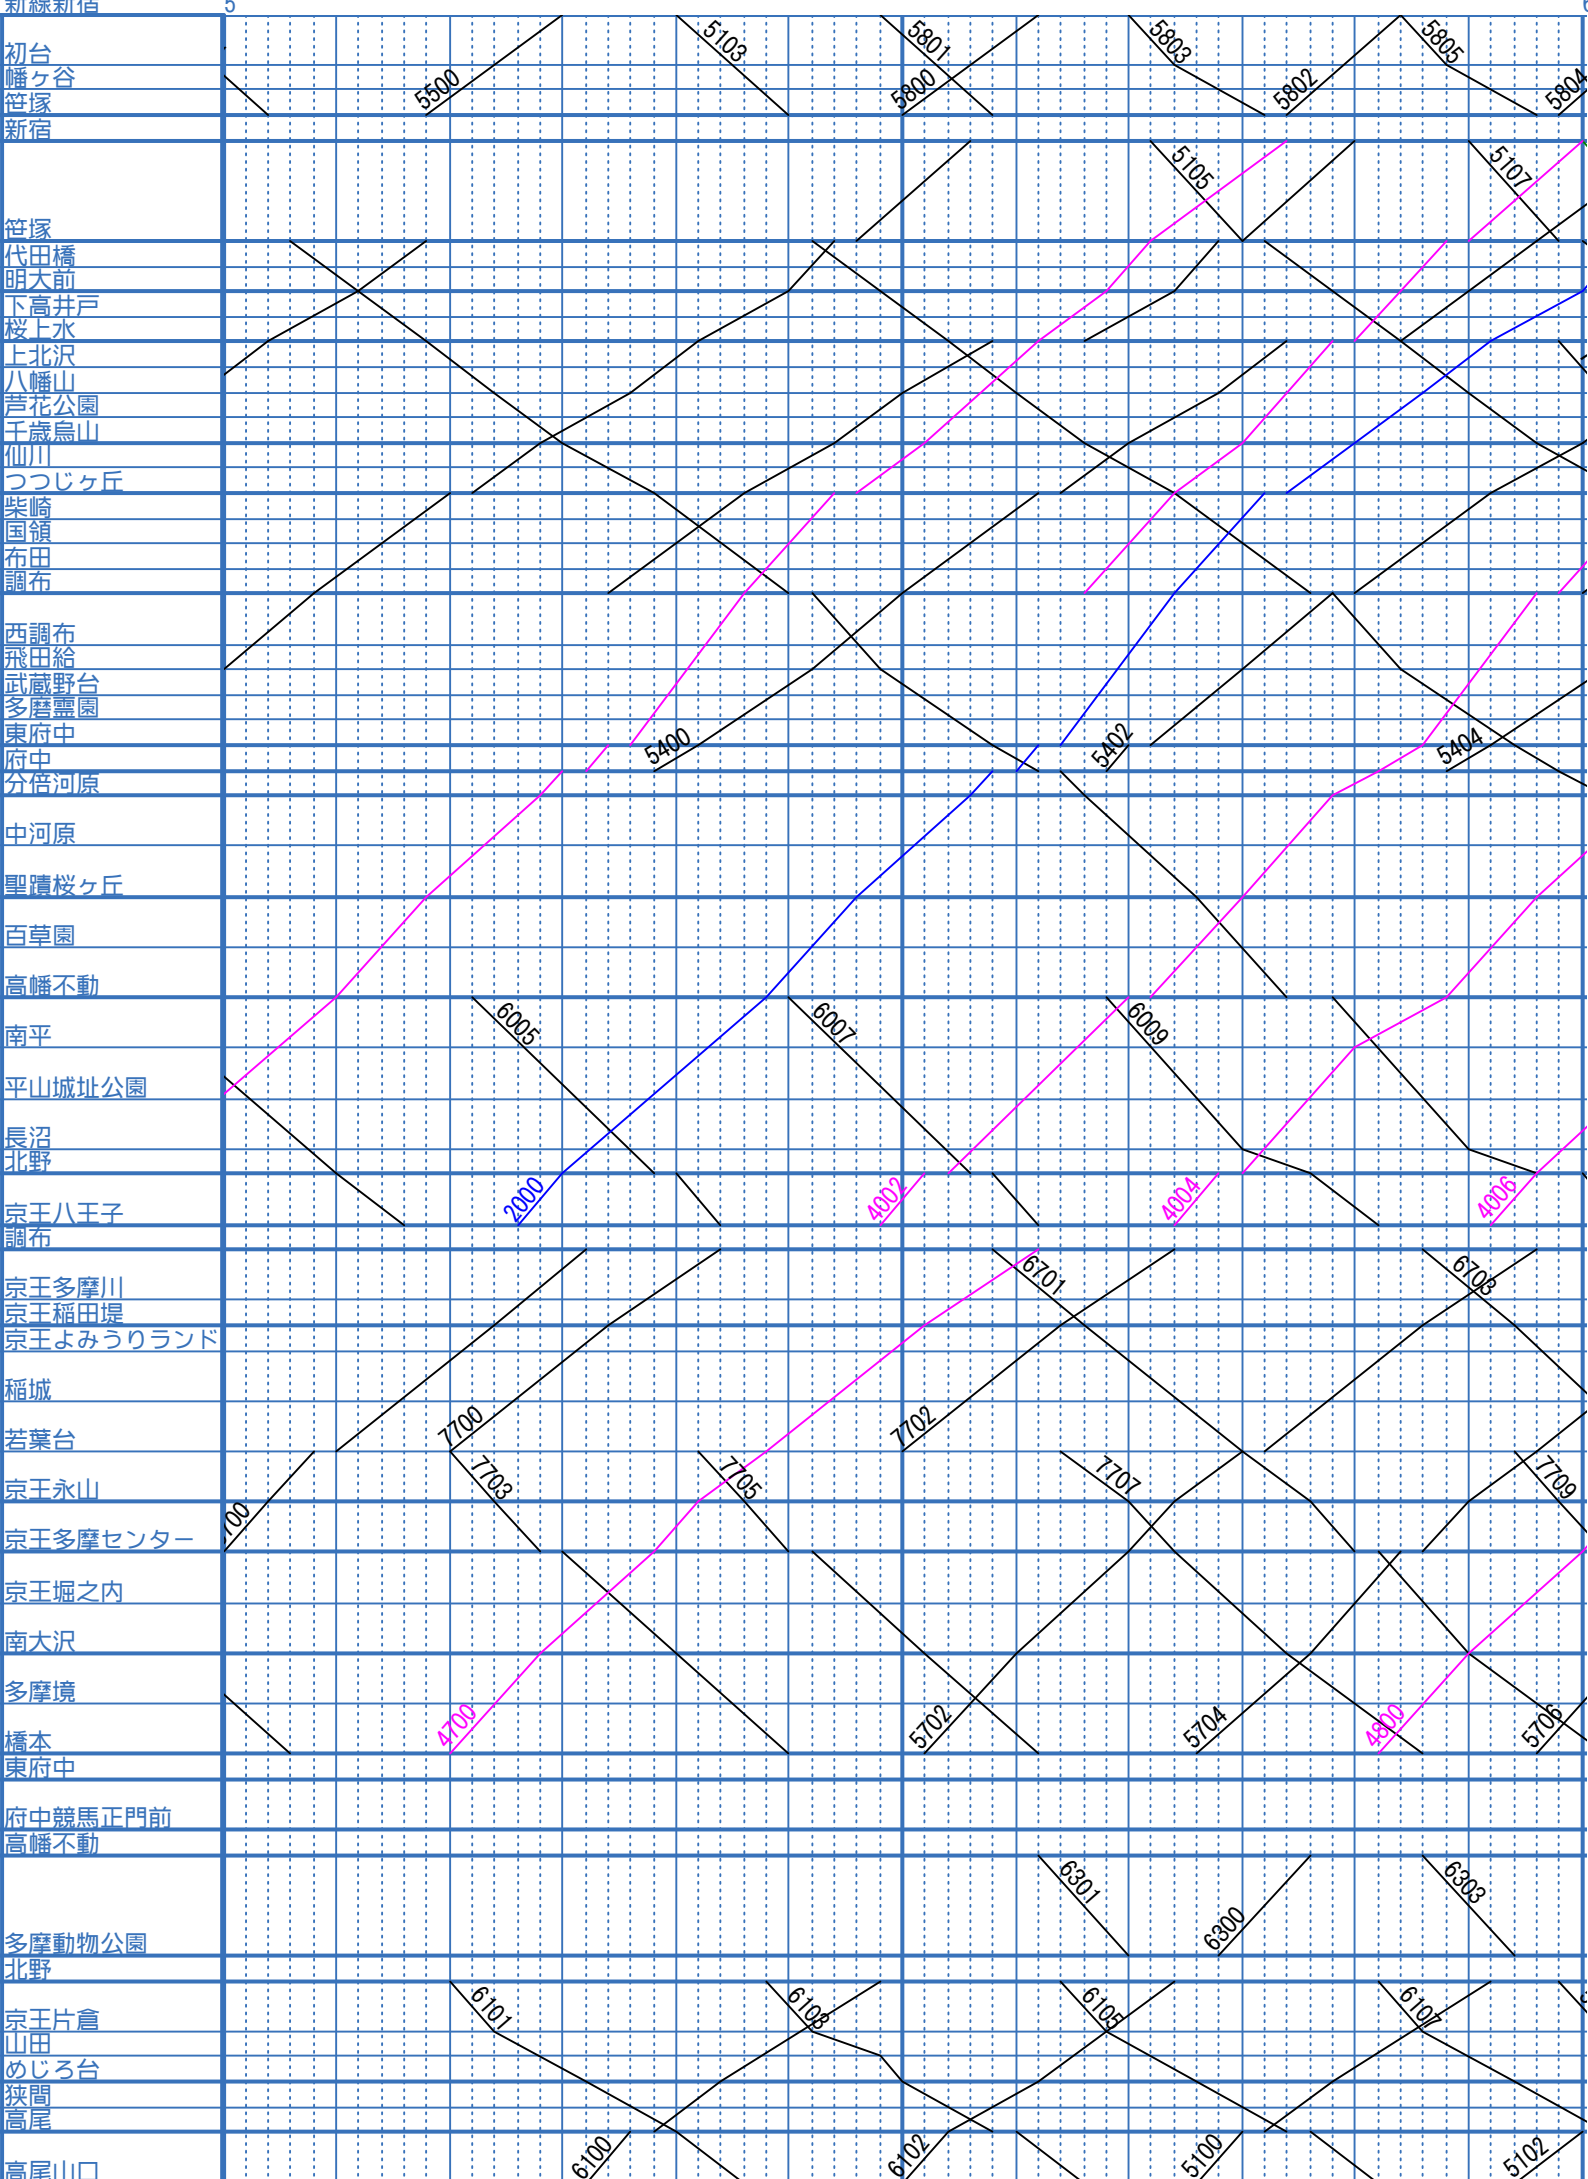 新線新宿 5 6
初台 5103 5801 5803 5805
幡ヶ谷 5500 5800 5802 5804
笹塚
新宿
5105 5107
笹塚
代田橋
明大前
下高井戸
桜上水
上北沢
八幡山
芦花公園
千歳烏山
仙川
つつじヶ丘
柴崎
国領
布田
調布
西調布
飛田給
武蔵野台
多磨霊園
東府中 5400 5402 5404
府中
分倍河原
中河原
聖蹟桜ヶ丘
百草園
高幡不動
南平 6005 6007 6009
平山城址公園
長沼
北野
京王八王子 2000 4002 4004 4006
調布
京王多摩川 6701 6703
京王稲田堤
京王よみうりランド
稲城
若葉台 7700 7702
京王永山 7703 7705 7707 7709
京王多摩センター 700
京王堀之内
南大沢
多摩境
橋本 4700 5702 5704 4800 5706
東府中
府中競馬正門前
高幡不動
6301 6300 6303
多摩動物公園
北野
京王片倉 6101 6103 6105 6107
山田
めじろ台
狭間
高尾
高尾山口 6100 6102 5100 5102